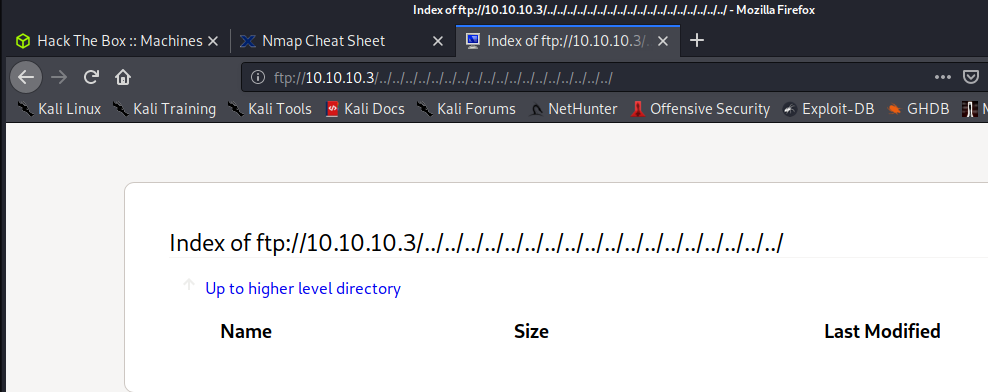 Index of ftp://10.10.10.3/../../../../../../../../../../../../../../../../../../ - Mozilla Firefox
Hack The Box :: Machines Nmap Cheat Sheet Index of ftp://10.10.10.3/.
ftp://10.10.10.3/../../../../../../../../../../../../../../../../../../
Kali Linux Kali Training Kali Tools Kali Docs Kali Forums NetHunter Offensive Security Exploit-DB GHDB M
Index of ftp://10.10.10.3/../../../../../../../../../../../../../../../../../../
Up to higher level directory
Name Size Last Modified